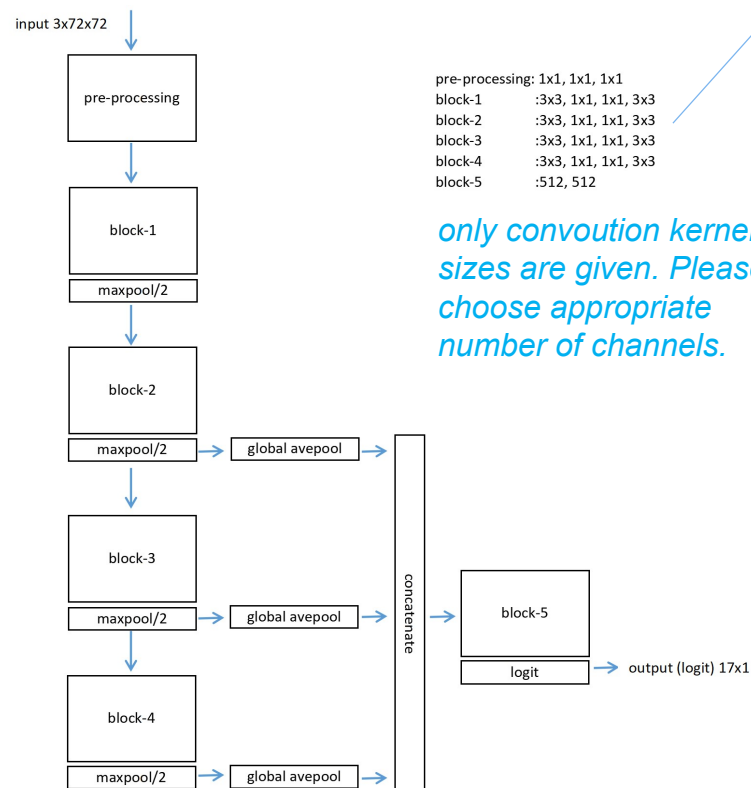 input 3x72x72
pre-processing
block-1
maxpool/2
block-2
maxpool/2
global avepool
block-3
maxpool/2
global avepool
block-4
maxpool/2
global avepool
concatenate
block-5
logit
output (logit) 17x1
pre-processing: 1x1, 1x1, 1x1
block-1 :3x3, 1x1, 1x1, 3x3
block-2 :3x3, 1x1, 1x1, 3x3
block-3 :3x3, 1x1, 1x1, 3x3
block-4 :3x3, 1x1, 1x1, 3x3
block-5 :512, 512
only convoution kernel
sizes are given. Please
choose appropriate
number of channels.